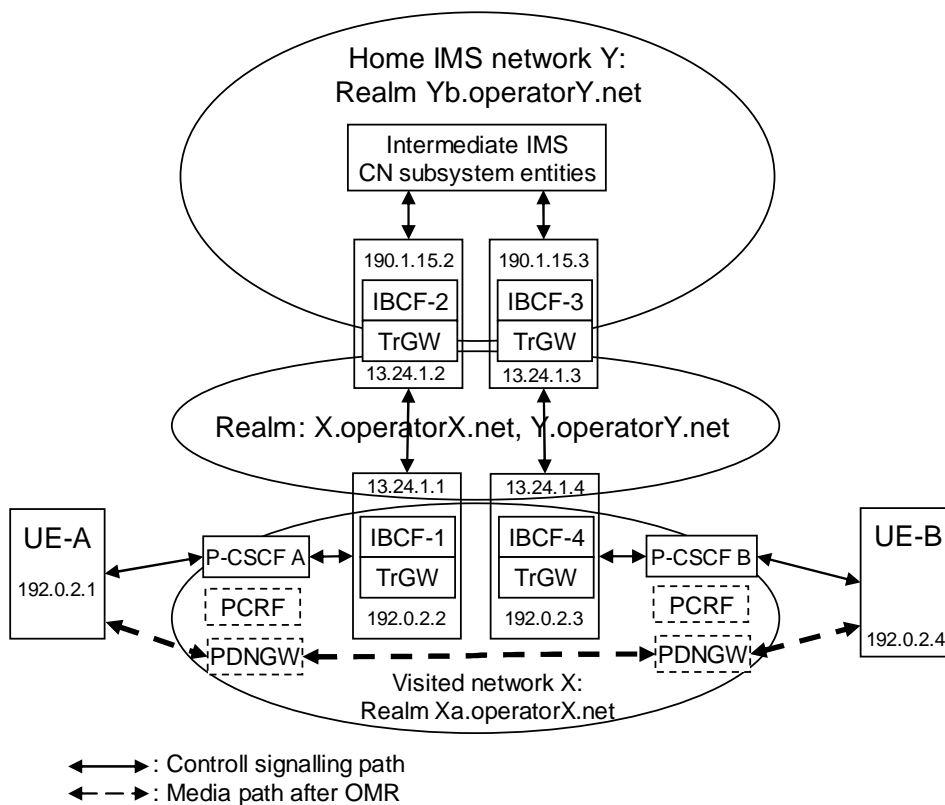 Home IMS network Y:
Realm Yb.operatorY.net
Intermediate IMS
CN subsystem entities
190.1.15.2
190.1.15.3
IBCF-2
IBCF-3
TrGW
TrGW
13.24.1.2
13.24.1.3
Realm: X.operatorX.net, Y.operatorY.net
13.24.1.1
13.24.1.4
UE-A
192.0.2.1
P-CSCF A
IBCF-1
IBCF-4
P-CSCF B
UE-B
192.0.2.4
TrGW
TrGW
PCRF
PCRF
192.0.2.2
192.0.2.3
PDNGW
PDNGW
Visited network X:
Realm Xa.operatorX.net
: Controll signalling path
: Media path after OMR